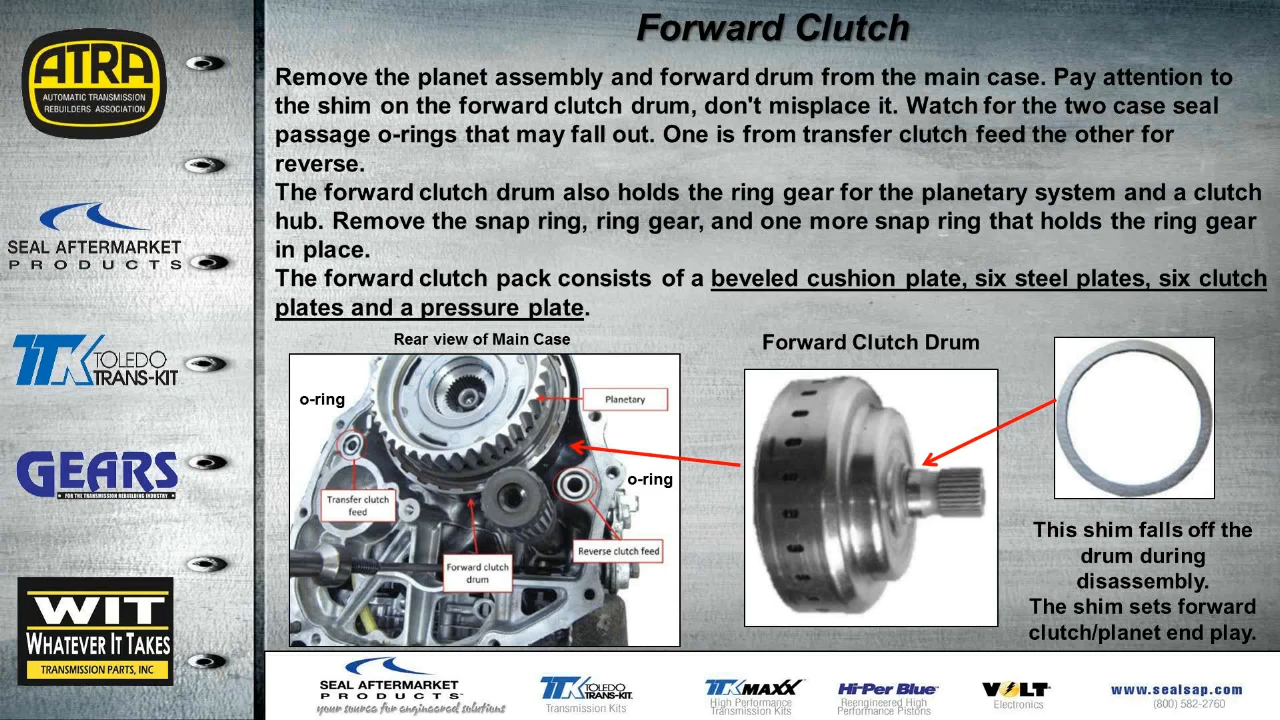 Forward Clutch
ATRA
AUTOMATIC TRANSMISSION
REBUILDERS ASSOCIATION
SEAL AFTERMARKET
PRODUCTS
TTK TOLEDO
TRANS-KIT
GEARS
FOR THE TRANSMISSION REBUILDING INDUSTRY
WIT
WHATEVER IT TAKES
TRANSMISSION PARTS, INC
Remove the planet assembly and forward drum from the main case. Pay attention to
the shim on the forward clutch drum, don't misplace it. Watch for the two case seal
passage o-rings that may fall out. One is from transfer clutch feed the other for
reverse.
The forward clutch drum also holds the ring gear for the planetary system and a clutch
hub. Remove the snap ring, ring gear, and one more snap ring that holds the ring gear
in place.
The forward clutch pack consists of a beveled cushion plate, six steel plates, six clutch
plates and a pressure plate.
Rear view of Main Case
o-ring
Planetary
Transfer clutch
feed
o-ring
Reverse clutch feed
Forward clutch
drum
Forward Clutch Drum
This shim falls off the
drum during
disassembly.
The shim sets forward
clutch/planet end play.
SEAL AFTERMARKET
PRODUCTS
your source for engineered solutions
TTK TOLEDO
TRANS-KIT
Transmission Kits
TTK MAXX
High Performance
Transmission Kits
Hi-Per Blue
Reengineered High
Performance Pistons
VOLT
Electronics
www.sealsap.com
(800) 582-2760